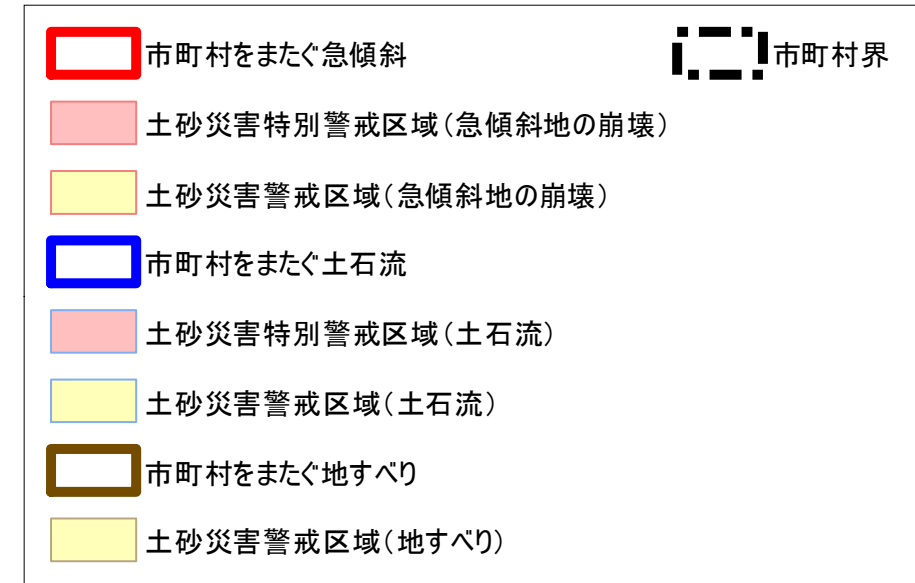 市町村をまたぐ急傾斜
市町村界
土砂災害特別警戒区域(急傾斜地の崩壊)
土砂災害警戒区域(急傾斜地の崩壊)
市町村をまたぐ土石流
土砂災害特別警戒区域(土石流)
土砂災害警戒区域(土石流)
市町村をまたぐ地すべり
土砂災害警戒区域(地すべり)